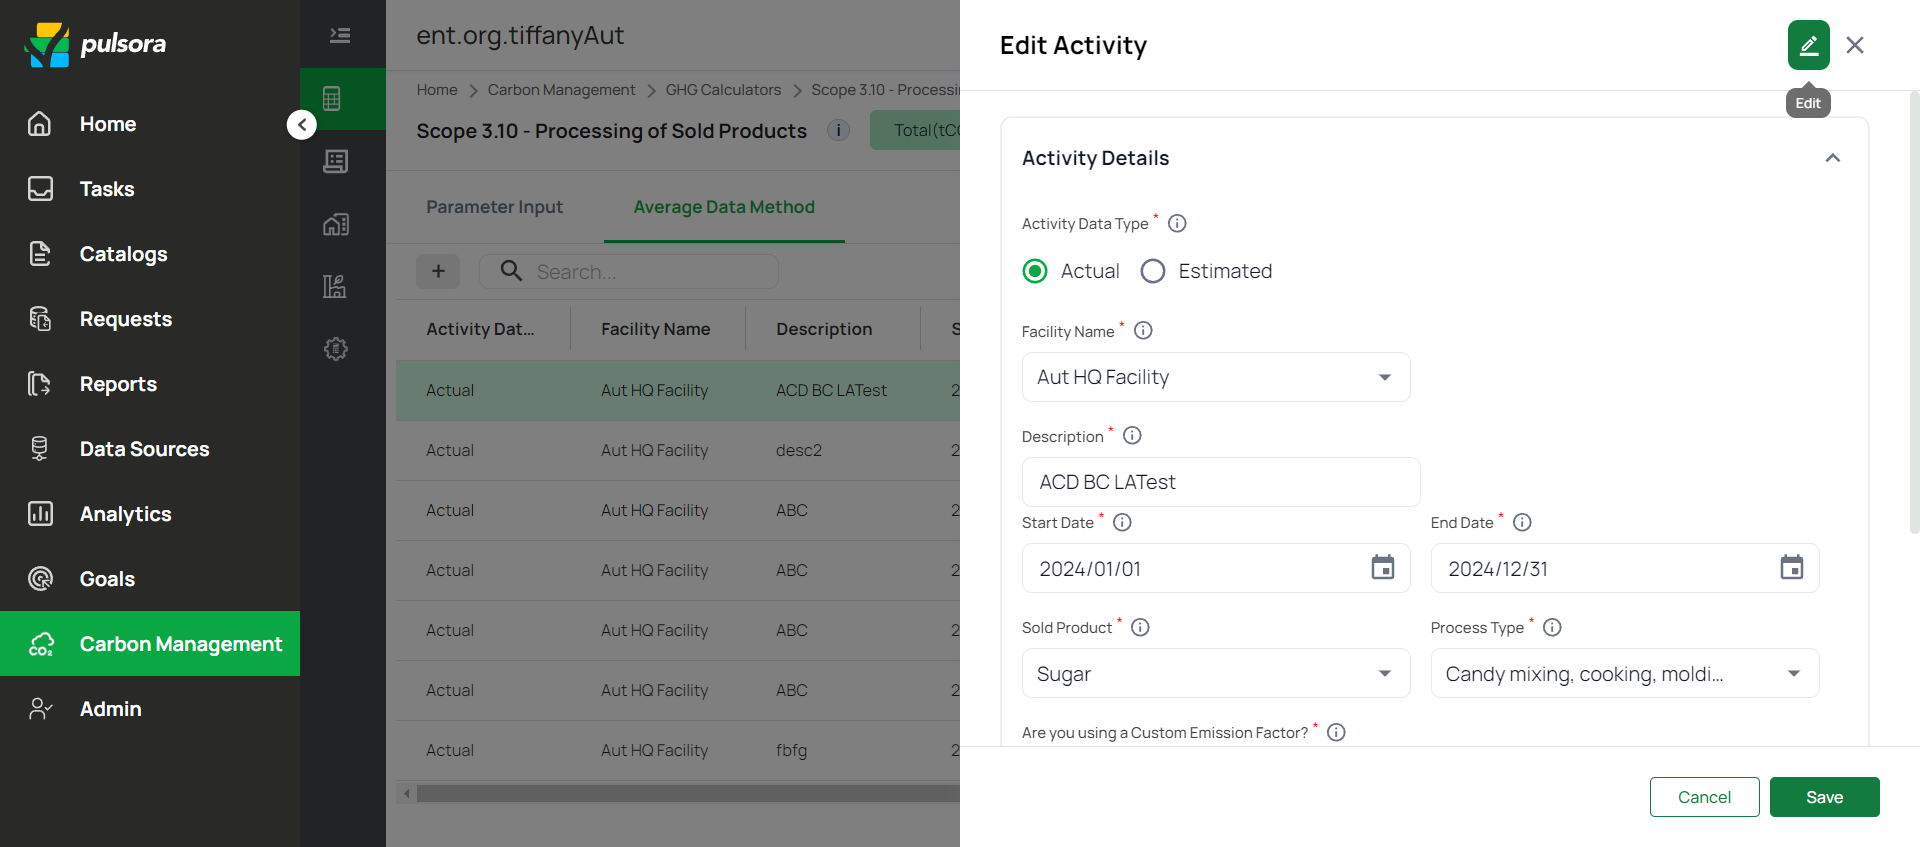 pulsora
Home
Tasks
Catalogs
Requests
Reports
Data Sources
Analytics
Goals
CO₂ Carbon Management
Admin
ent.org.tiffanyAut
Home > Carbon Management > GHG Calculators > Scope 3.10 - Processi
Scope 3.10 - Processing of Sold Products i Total(tCO
Parameter Input Average Data Method
+ Search...
Activity Dat... Facility Name Description S
Actual Aut HQ Facility ACD BC LATest 2
Actual Aut HQ Facility desc2 2
Actual Aut HQ Facility ABC 2
Actual Aut HQ Facility ABC 2
Actual Aut HQ Facility ABC 2
Actual Aut HQ Facility ABC 2
Actual Aut HQ Facility fbfg 2
Edit Activity
Edit
Activity Details
Activity Data Type *
Actual Estimated
Facility Name *
Aut HQ Facility
Description *
ACD BC LATest
Start Date * End Date *
2024/01/01 2024/12/31
Sold Product * Process Type *
Sugar Candy mixing, cooking, moldi...
Are you using a Custom Emission Factor? *
Cancel Save